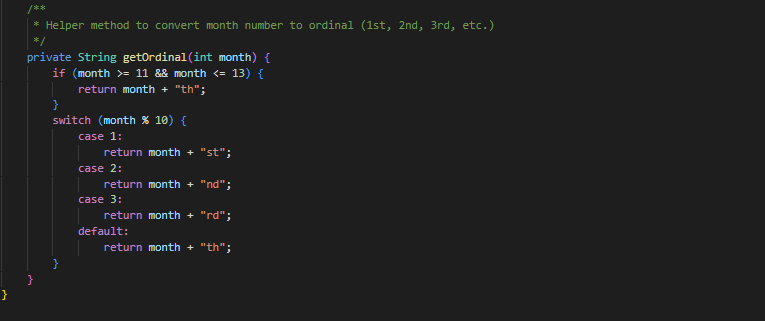 /**
 * Helper method to convert month number to ordinal (1st, 2nd, 3rd, etc.)
 */
private String getOrdinal(int month) {
    if (month >= 11 && month <= 13) {
        return month + "th";
    }
    switch (month % 10) {
        case 1:
            return month + "st";
        case 2:
            return month + "nd";
        case 3:
            return month + "rd";
        default:
            return month + "th";
    }
}
}